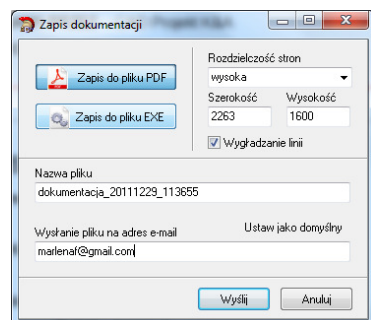 Zapis dokumentacji
Zapis do pliku PDF
Zapis do pliku EXE
Rozdzielczość stron
wysoka
Szerokość Wysokość
2263 1600
Wygładzanie linii
Nazwa pliku
dokumentacja_20111229_113655
Wysłanie pliku na adres e-mail Ustaw jako domyślny
marlenaf@gmail.com
Wyślij Anuluj